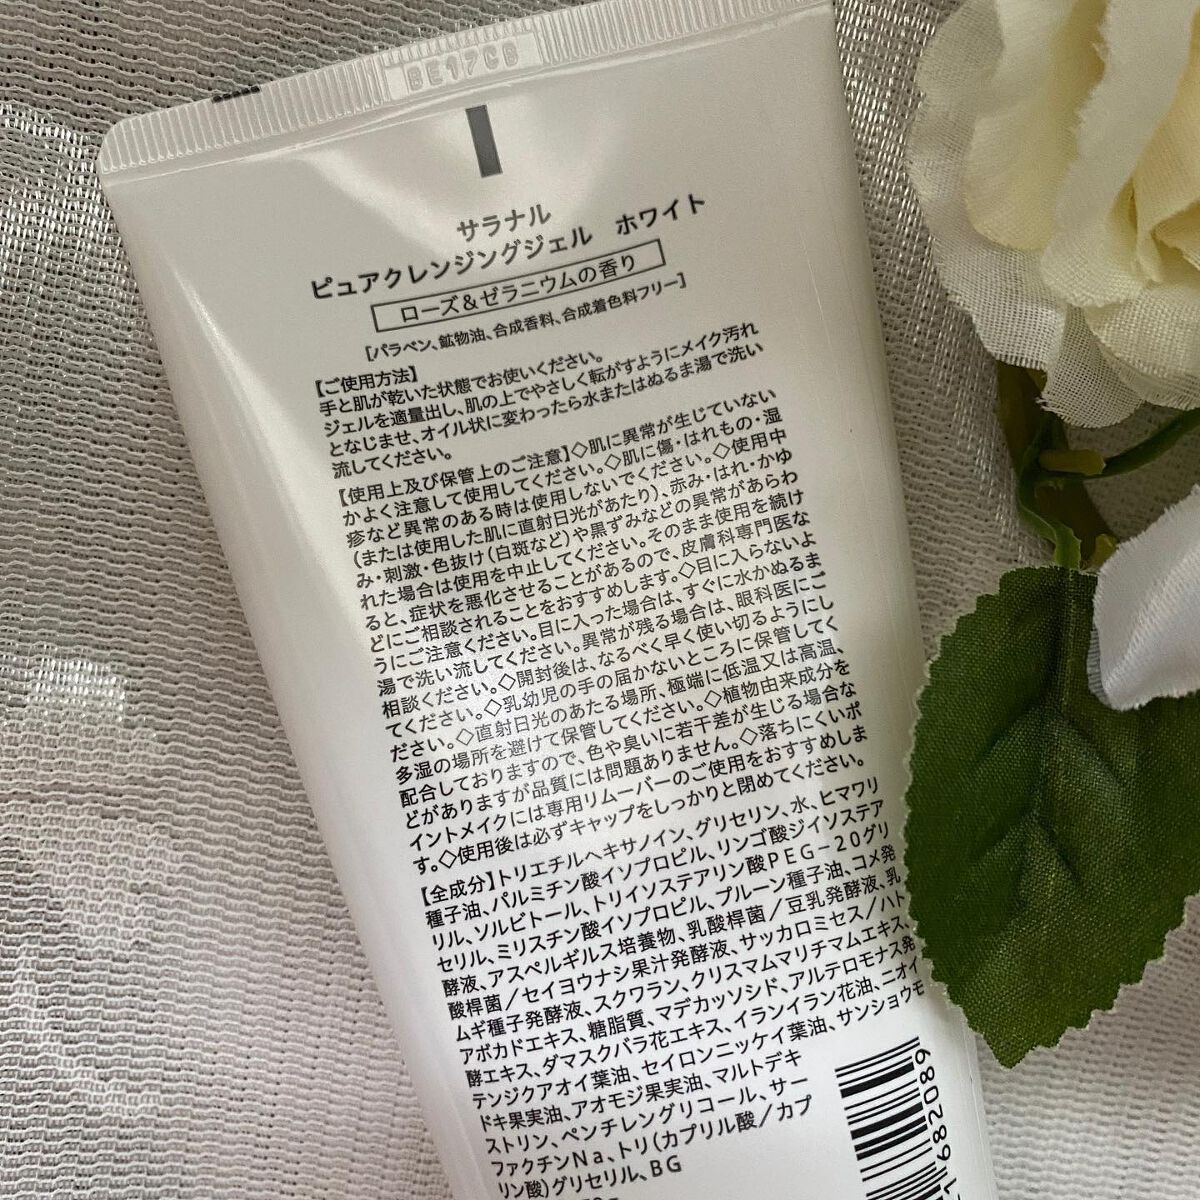 BE17CB
サラナル
ピュアクレンジングジェル ホワイト
ローズ&ゼラニウムの香り
[パラベン、鉱物油、合成香料、合成着色料フリー]
【ご使用方法】
手と肌が乾いた状態でお使いください。
ジェルを適量出し、肌の上でやさしく転がすようにメイク汚れ
となじませ、オイル状に変わったら水またはぬるま湯で洗い
流してください。
【使用上及び保管上のご注意】◇肌に異常が生じていない
かよく注意して使用してください。◇肌に傷・はれもの・湿
疹など異常のある時は使用しないでください。◇使用中
(または使用した肌に直射日光があたり)、赤み・はれ・かゆ
み・刺激・色抜け(白斑など)や黒ずみなどの異常があらわ
れた場合は使用を中止してください。そのまま使用を続け
ると、症状を悪化させることがあるので、皮膚科専門医な
どにご相談されることをおすすめします。◇目に入らないよ
うにご注意ください。目に入った場合は、すぐに水かぬるま
湯で洗い流してください。異常が残る場合は、眼科医にご
相談ください。◇開封後は、なるべく早く使い切るようにし
てください。◇乳幼児の手の届かないところに保管してく
ださい。◇直射日光のあたる場所、極端に低温又は高温、
多湿の場所を避けて保管してください。◇植物由来成分を
配合しておりますので、色や臭いに若干差が生じる場合な
どがありますが品質には問題ありません。◇落ちにくいポ
イントメイクには専用リムーバーのご使用をおすすめしま
す。◇使用後は必ずキャップをしっかりと閉めてください。
【全成分】トリエチルヘキサノイン、グリセリン、水、ヒマワリ
種子油、パルミチン酸イソプロピル、リンゴ酸ジイソステア
リル、ソルビトール、トリイソステアリン酸PEG-20グリ
セリル、ミリスチン酸イソプロピル、プルーン種子油、コメ発
酵液、アスペルギルス培養物、乳酸桿菌/豆乳発酵液、乳
酸桿菌/セイヨウナシ果汁発酵液、サッカロミセス/ハト
ムギ種子発酵液、スクワラン、クリスマムマリチマムエキス、
アボカドエキス、糖脂質、マデカッソシド、アルテロモナス発
酵エキス、ダマスクバラ花エキス、イランイラン花油、ニオイ
テンジクアオイ葉油、セイロンニッケイ葉油、サンショウモ
ドキ果実油、アオモジ果実油、マルトデキ
ストリン、ペンチレングリコール、サー
ファクチンNa、トリ(カプリル酸/カプ
リン酸)グリセリル、BG
1682089